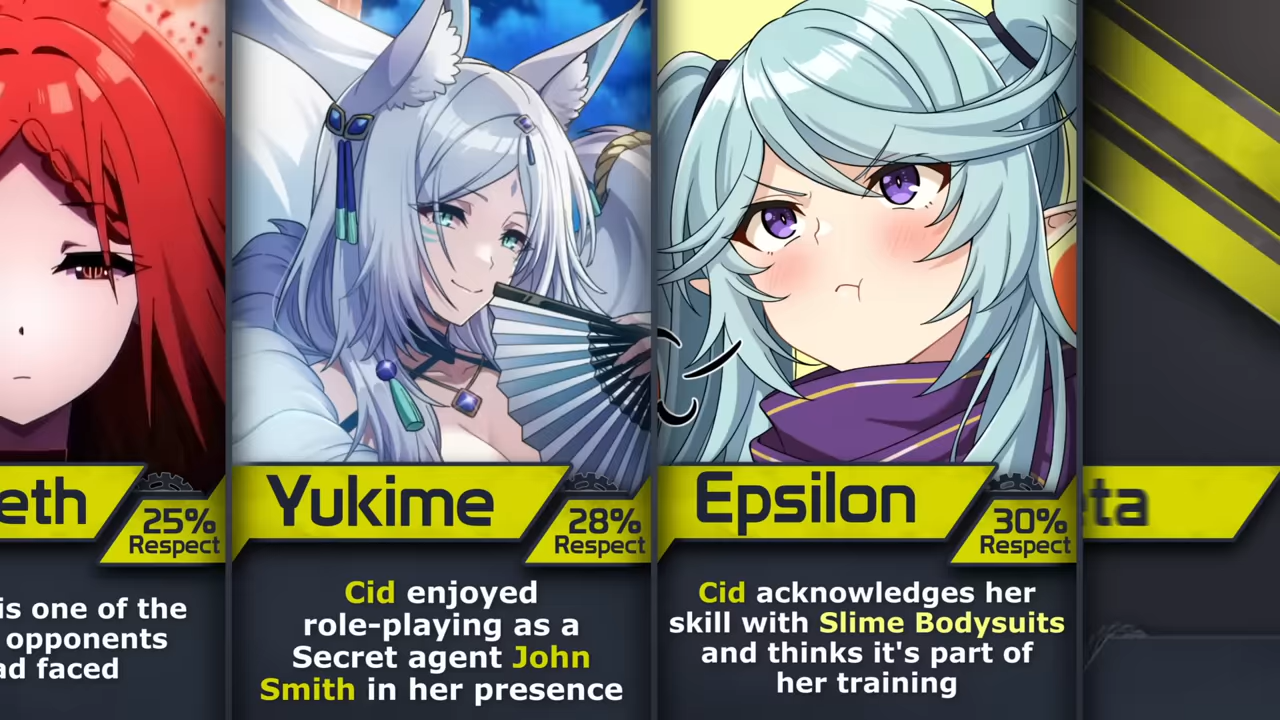 eth
25%
Respect
is one of the
opponents
ad faced
Yukime
28%
Respect
Cid enjoyed
role-playing as a
Secret agent John
Smith in her presence
Epsilon
30%
Respect
Cid acknowledges her
skill with Slime Bodysuits
and thinks it's part of
her training
eta